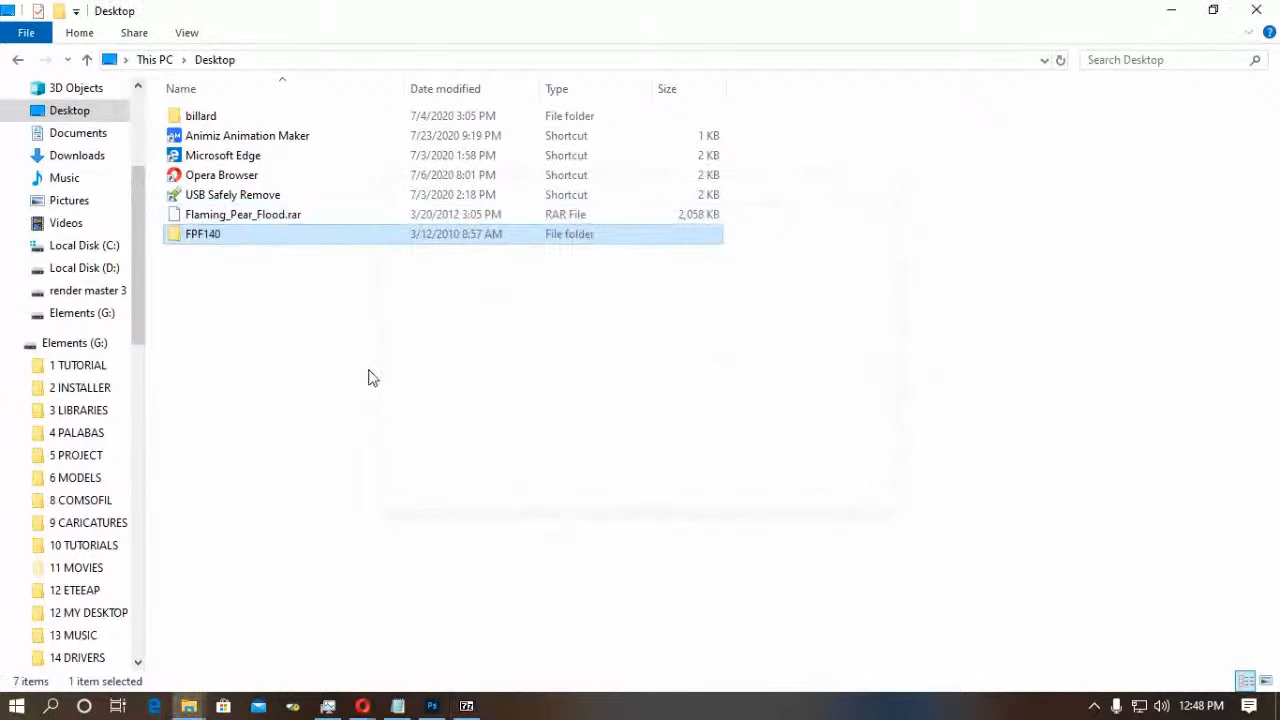 Desktop
File Home Share View
This PC Desktop Search Desktop
Name Date modified Type Size
3D Objects
Desktop
Documents
Downloads
Music
Pictures
Videos
Local Disk (C:)
Local Disk (D:)
render master 3
Elements (G:)
Elements (G:)
1 TUTORIAL
2 INSTALLER
3 LIBRARIES
4 PALABAS
5 PROJECT
6 MODELS
8 COMSOFIL
9 CARICATURES
10 TUTORIALS
11 MOVIES
12 ETEEAP
12 MY DESKTOP
13 MUSIC
14 DRIVERS
billard 7/4/2020 3:05 PM File folder
Animiz Animation Maker 7/23/2020 9:19 PM Shortcut 1 KB
Microsoft Edge 7/3/2020 1:58 PM Shortcut 2 KB
Opera Browser 7/6/2020 8:01 PM Shortcut 2 KB
USB Safely Remove 7/3/2020 2:18 PM Shortcut 2 KB
Flaming_Pear_Flood.rar 3/20/2012 3:05 PM RAR File 2,058 KB
FPF140 3/12/2010 8:57 AM File folder
7 items 1 item selected
Ps 7z 12:48 PM